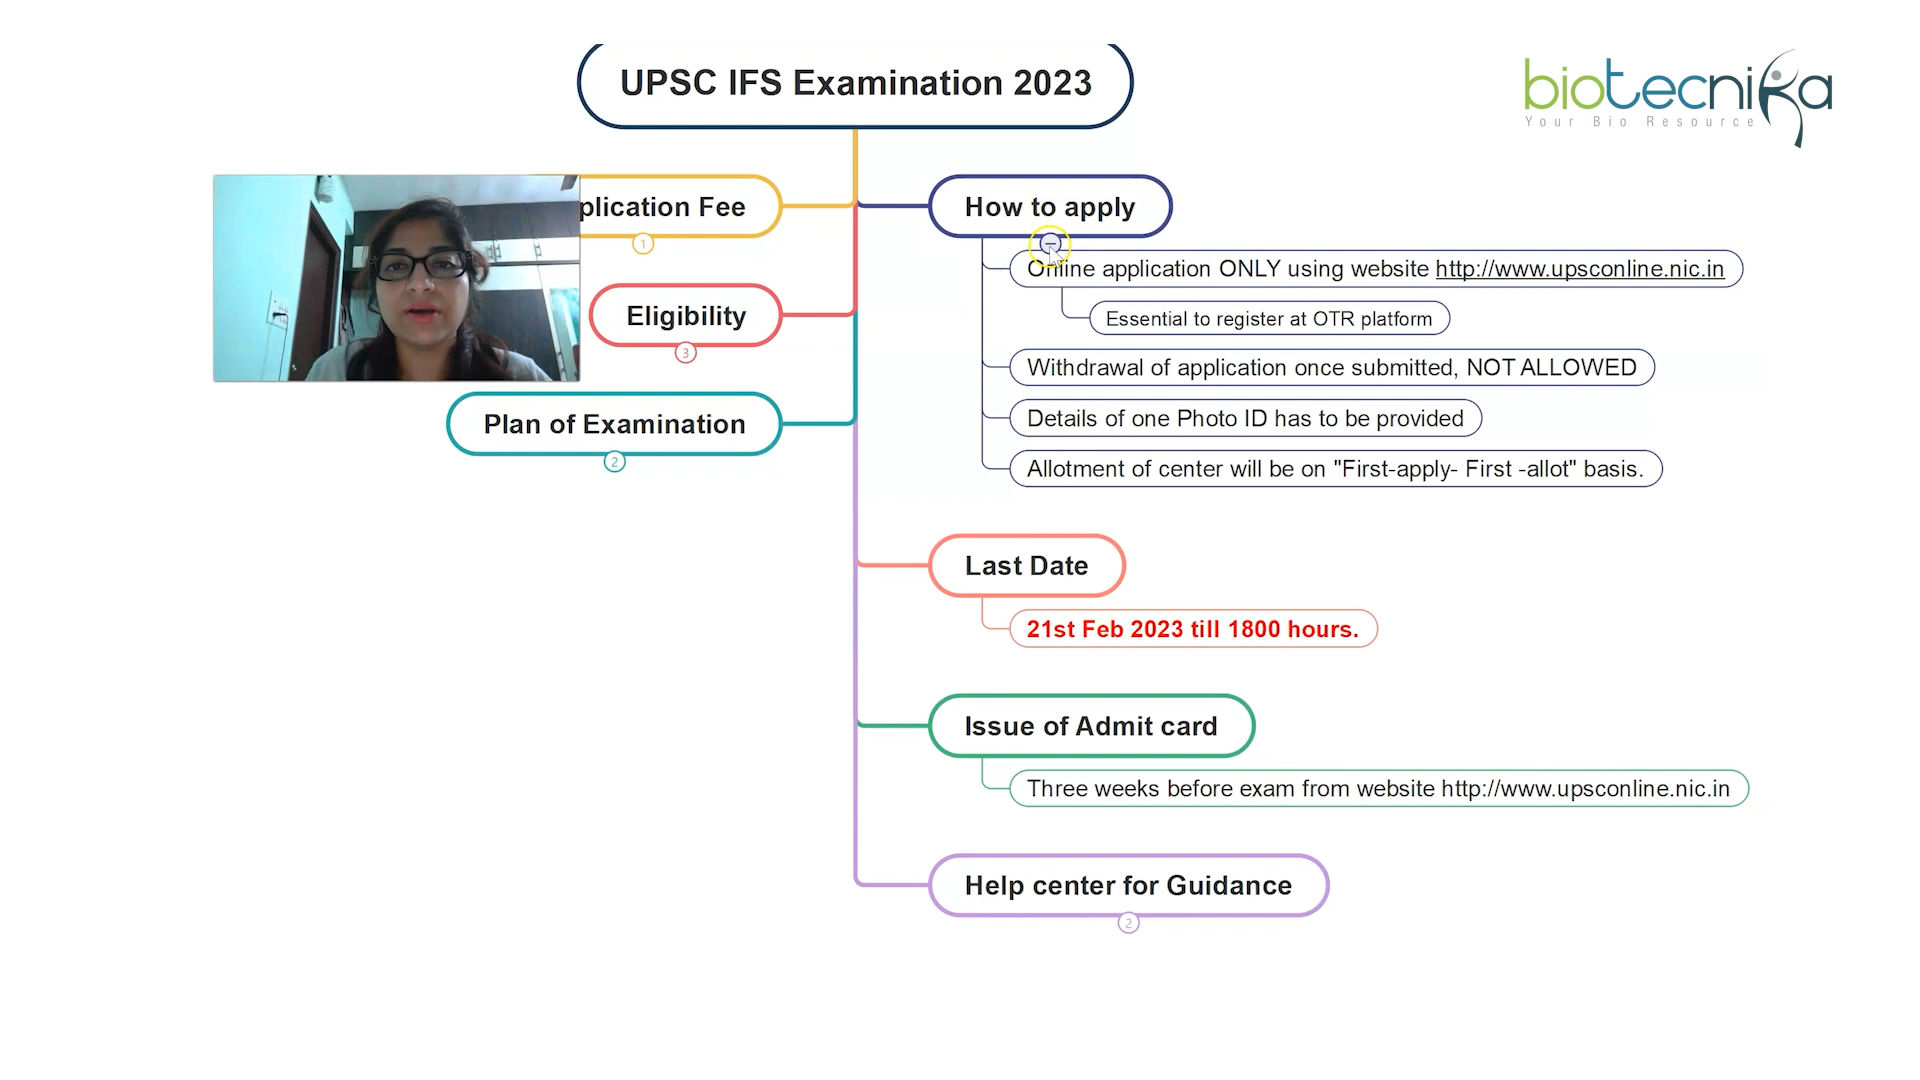 UPSC IFS Examination 2023
biotecnika
Your Bio Resource
plication Fee
1
Eligibility
3
Plan of Examination
2
How to apply
Online application ONLY using website http://www.upsconline.nic.in
Essential to register at OTR platform
Withdrawal of application once submitted, NOT ALLOWED
Details of one Photo ID has to be provided
Allotment of center will be on "First-apply- First -allot" basis.
Last Date
21st Feb 2023 till 1800 hours.
Issue of Admit card
Three weeks before exam from website http://www.upsconline.nic.in
Help center for Guidance
2